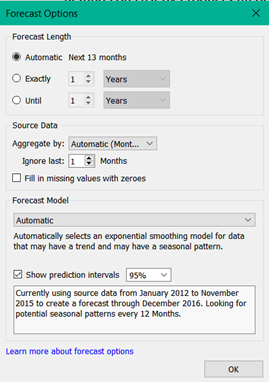 Forecast Options
Forecast Length
Automatic Next 13 months
Exactly 1 Years
Until 1 Years
Source Data
Aggregate by: Automatic (Mont...
Ignore last: 1 Months
Fill in missing values with zeroes
Forecast Model
Automatic
Automatically selects an exponential smoothing model for data
that may have a trend and may have a seasonal pattern.
Show prediction intervals 95%
Currently using source data from January 2012 to November
2015 to create a forecast through December 2016. Looking for
potential seasonal patterns every 12 Months.
Learn more about forecast options
OK